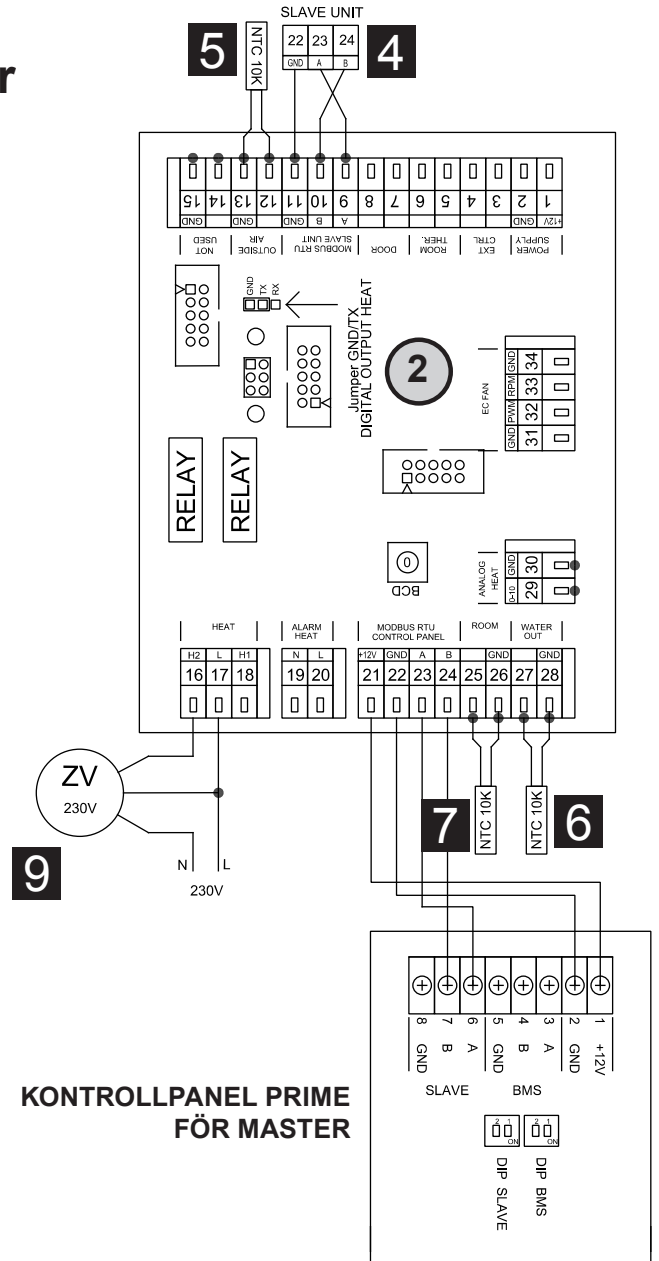 SLAVE UNIT
5
NTC 10K
22 23 24
GND A B
4
r
15 14 13 12 11 10 9 8 7 6 5 4 3 2 1
GND GND GND B A GND +12V
NOT USED
OUTSIDE AIR
MODBUS RTU SLAVE UNIT
DOOR
ROOM THER.
EXT CTRL
POWER SUPPLY
GND
TX
RX
Jumper GND/TX
DIGITAL OUTPUT HEAT
2
EC FAN
GND PWM RPM GND
31 32 33 34
RELAY
RELAY
0
BCD
ANALOG
HEAT
0-10 GND
29 30
HEAT
ALARM HEAT
MODBUS RTU CONTROL PANEL
ROOM
WATER OUT
H2 L H1 N L +12V GND A B GND GND
16 17 18 19 20 21 22 23 24 25 26 27 28
ZV
230V
9
N L
230V
7
NTC 10K
NTC 10K
6
8 7 6 5 4 3 2 1
GND B A GND B A GND +12V
SLAVE BMS
2 1 ON
2 1 ON
DIP SLAVE
DIP BMS
KONTROLLPANEL PRIME
FÖR MASTER